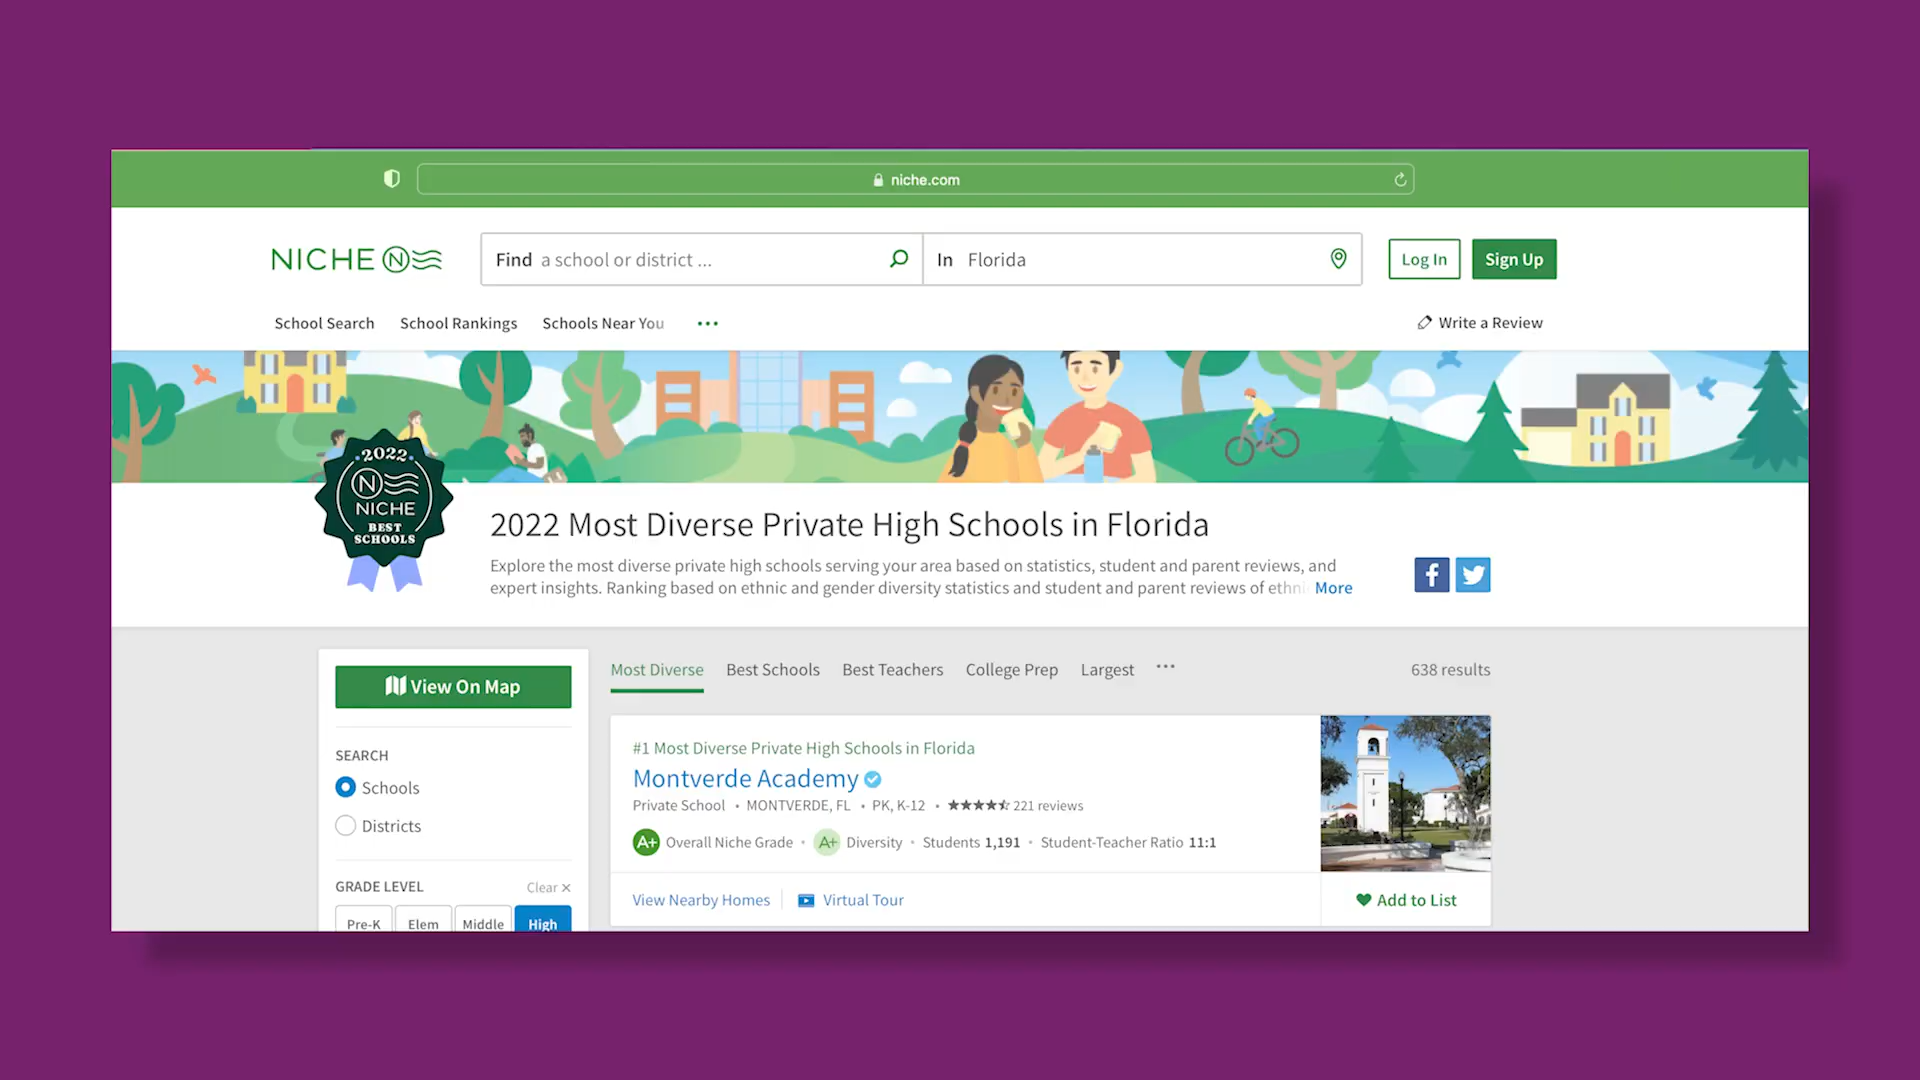 niche.com
NICHE N
Find a school or district ...
In Florida
Log In
Sign Up
School Search
School Rankings
Schools Near You
...
Write a Review
2022
N
NICHE
BEST
SCHOOLS
2022 Most Diverse Private High Schools in Florida
Explore the most diverse private high schools serving your area based on statistics, student and parent reviews, and
expert insights. Ranking based on ethnic and gender diversity statistics and student and parent reviews of ethni More
View On Map
SEARCH
Schools
Districts
GRADE LEVEL
Clear ×
Pre-K
Elem
Middle
High
Most Diverse
Best Schools
Best Teachers
College Prep
Largest
...
638 results
#1 Most Diverse Private High Schools in Florida
Montverde Academy
Private School • MONTVERDE, FL • PK, K-12 • ★★★★★ 221 reviews
A+ Overall Niche Grade • A+ Diversity • Students 1,191 • Student-Teacher Ratio 11:1
View Nearby Homes
Virtual Tour
Add to List